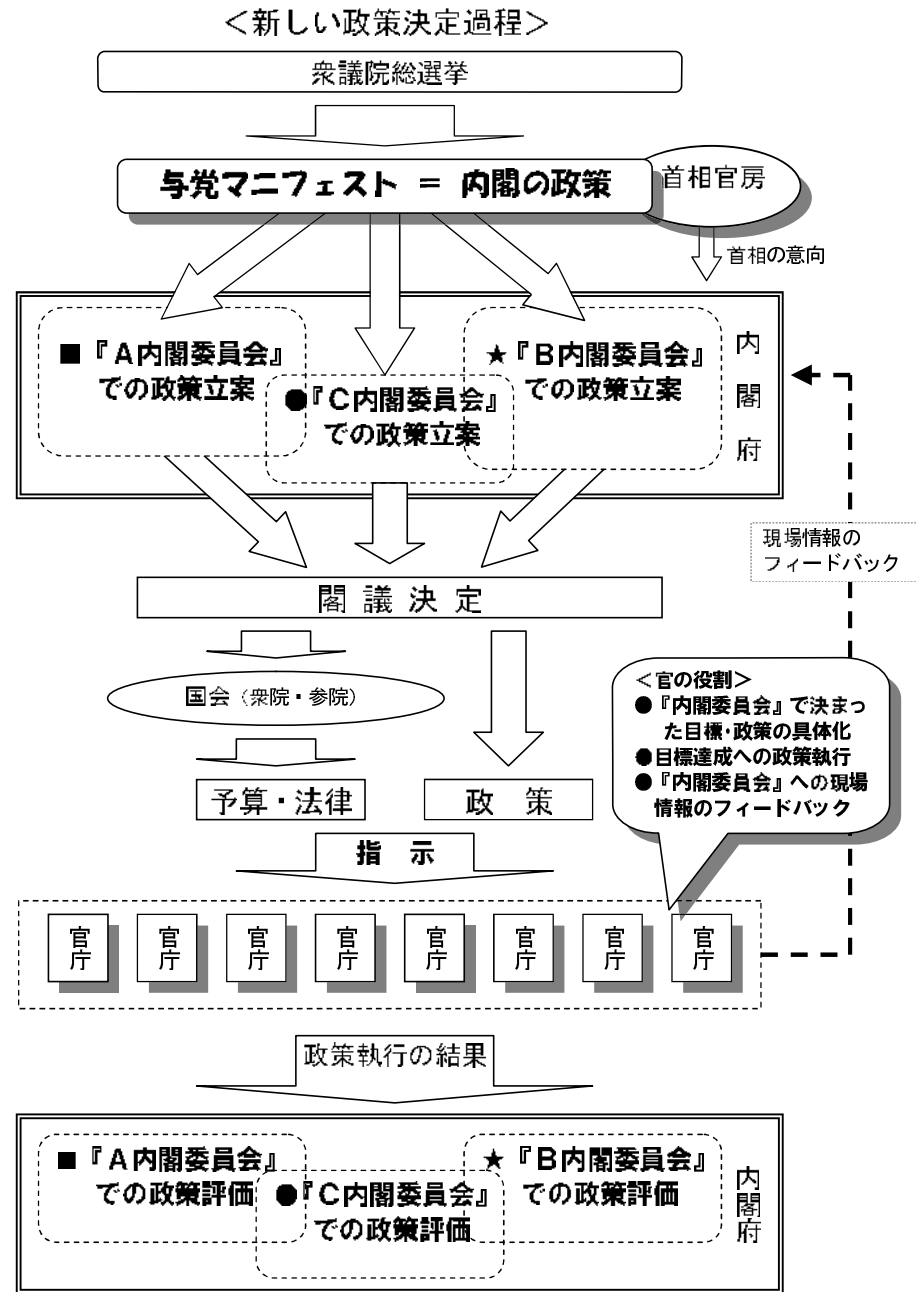 ＜新しい政策決定過程＞
衆議院総選挙
与党マニフェスト ＝ 内閣の政策
首相官房
首相の意向
■『Ａ内閣委員会』
での政策立案
●『Ｃ内閣委員会』
での政策立案
★『Ｂ内閣委員会』
での政策立案
内
閣
府
現場情報の
フィードバック
閣議決定
国会（衆院・参院）
予算・法律
政　策
＜官の役割＞
●『内閣委員会』で決まっ
た目標・政策の具体化
●目標達成への政策執行
●『内閣委員会』への現場
情報のフィードバック
指　示
官庁
官庁
官庁
官庁
官庁
官庁
官庁
官庁
政策執行の結果
■『Ａ内閣委員会』
での政策評価
●『Ｃ内閣委員会』
での政策評価
★『Ｂ内閣委員会』
での政策評価
内
閣
府